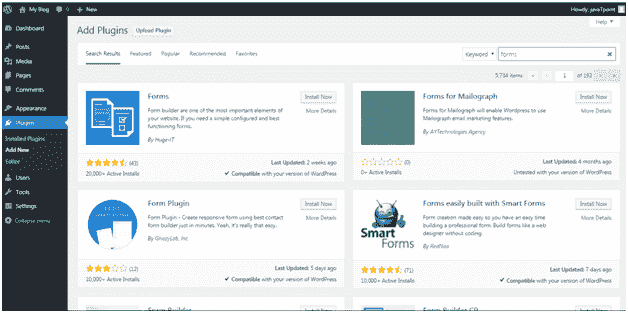 My Blog 0 + New
Howdy, javaTpoint
Help
Dashboard
Posts
Media
Pages
Comments
Appearance
Plugins
Installed Plugins
Add New
Editor
Users
Tools
Settings
Collapse menu
Add Plugins Upload Plugin
Search Results Featured Popular Recommended Favorites
Keyword forms
5,734 items 1 of 192
Forms
Install Now
More Details
Form builder are one of the most important elements of
your website. If you need a simple configured and best
functioning forms.
By Huge-IT
(43)
20,000+ Active Installs
Last Updated: 2 weeks ago
Compatible with your version of WordPress
Forms for Mailograph
Install Now
More Details
Forms for Mailograph will enable Wordpress to use
Mailograph email marketing features.
By AYTechnologies Agency
(0)
0+ Active Installs
Last Updated: 4 months ago
Untested with your version of WordPress
Form Plugin
Install Now
More Details
Form Plugin - Create responsive form using best contact
form builder just in minutes. Yeah, it's really that easy.
By GhozyLab, Inc
(12)
3,000+ Active Installs
Last Updated: 5 days ago
Compatible with your version of WordPress
Smart
Forms
Forms easily built with Smart Forms
Install Now
More Details
Form creation made easy so you have an easy time
building a professional form. Build forms like a web
designer without coding.
By RedNao
(71)
Last Updated: 7 days ago
Compatible with your version of WordPress
Form Builder
Install Now
Form Builder CP
Install Now